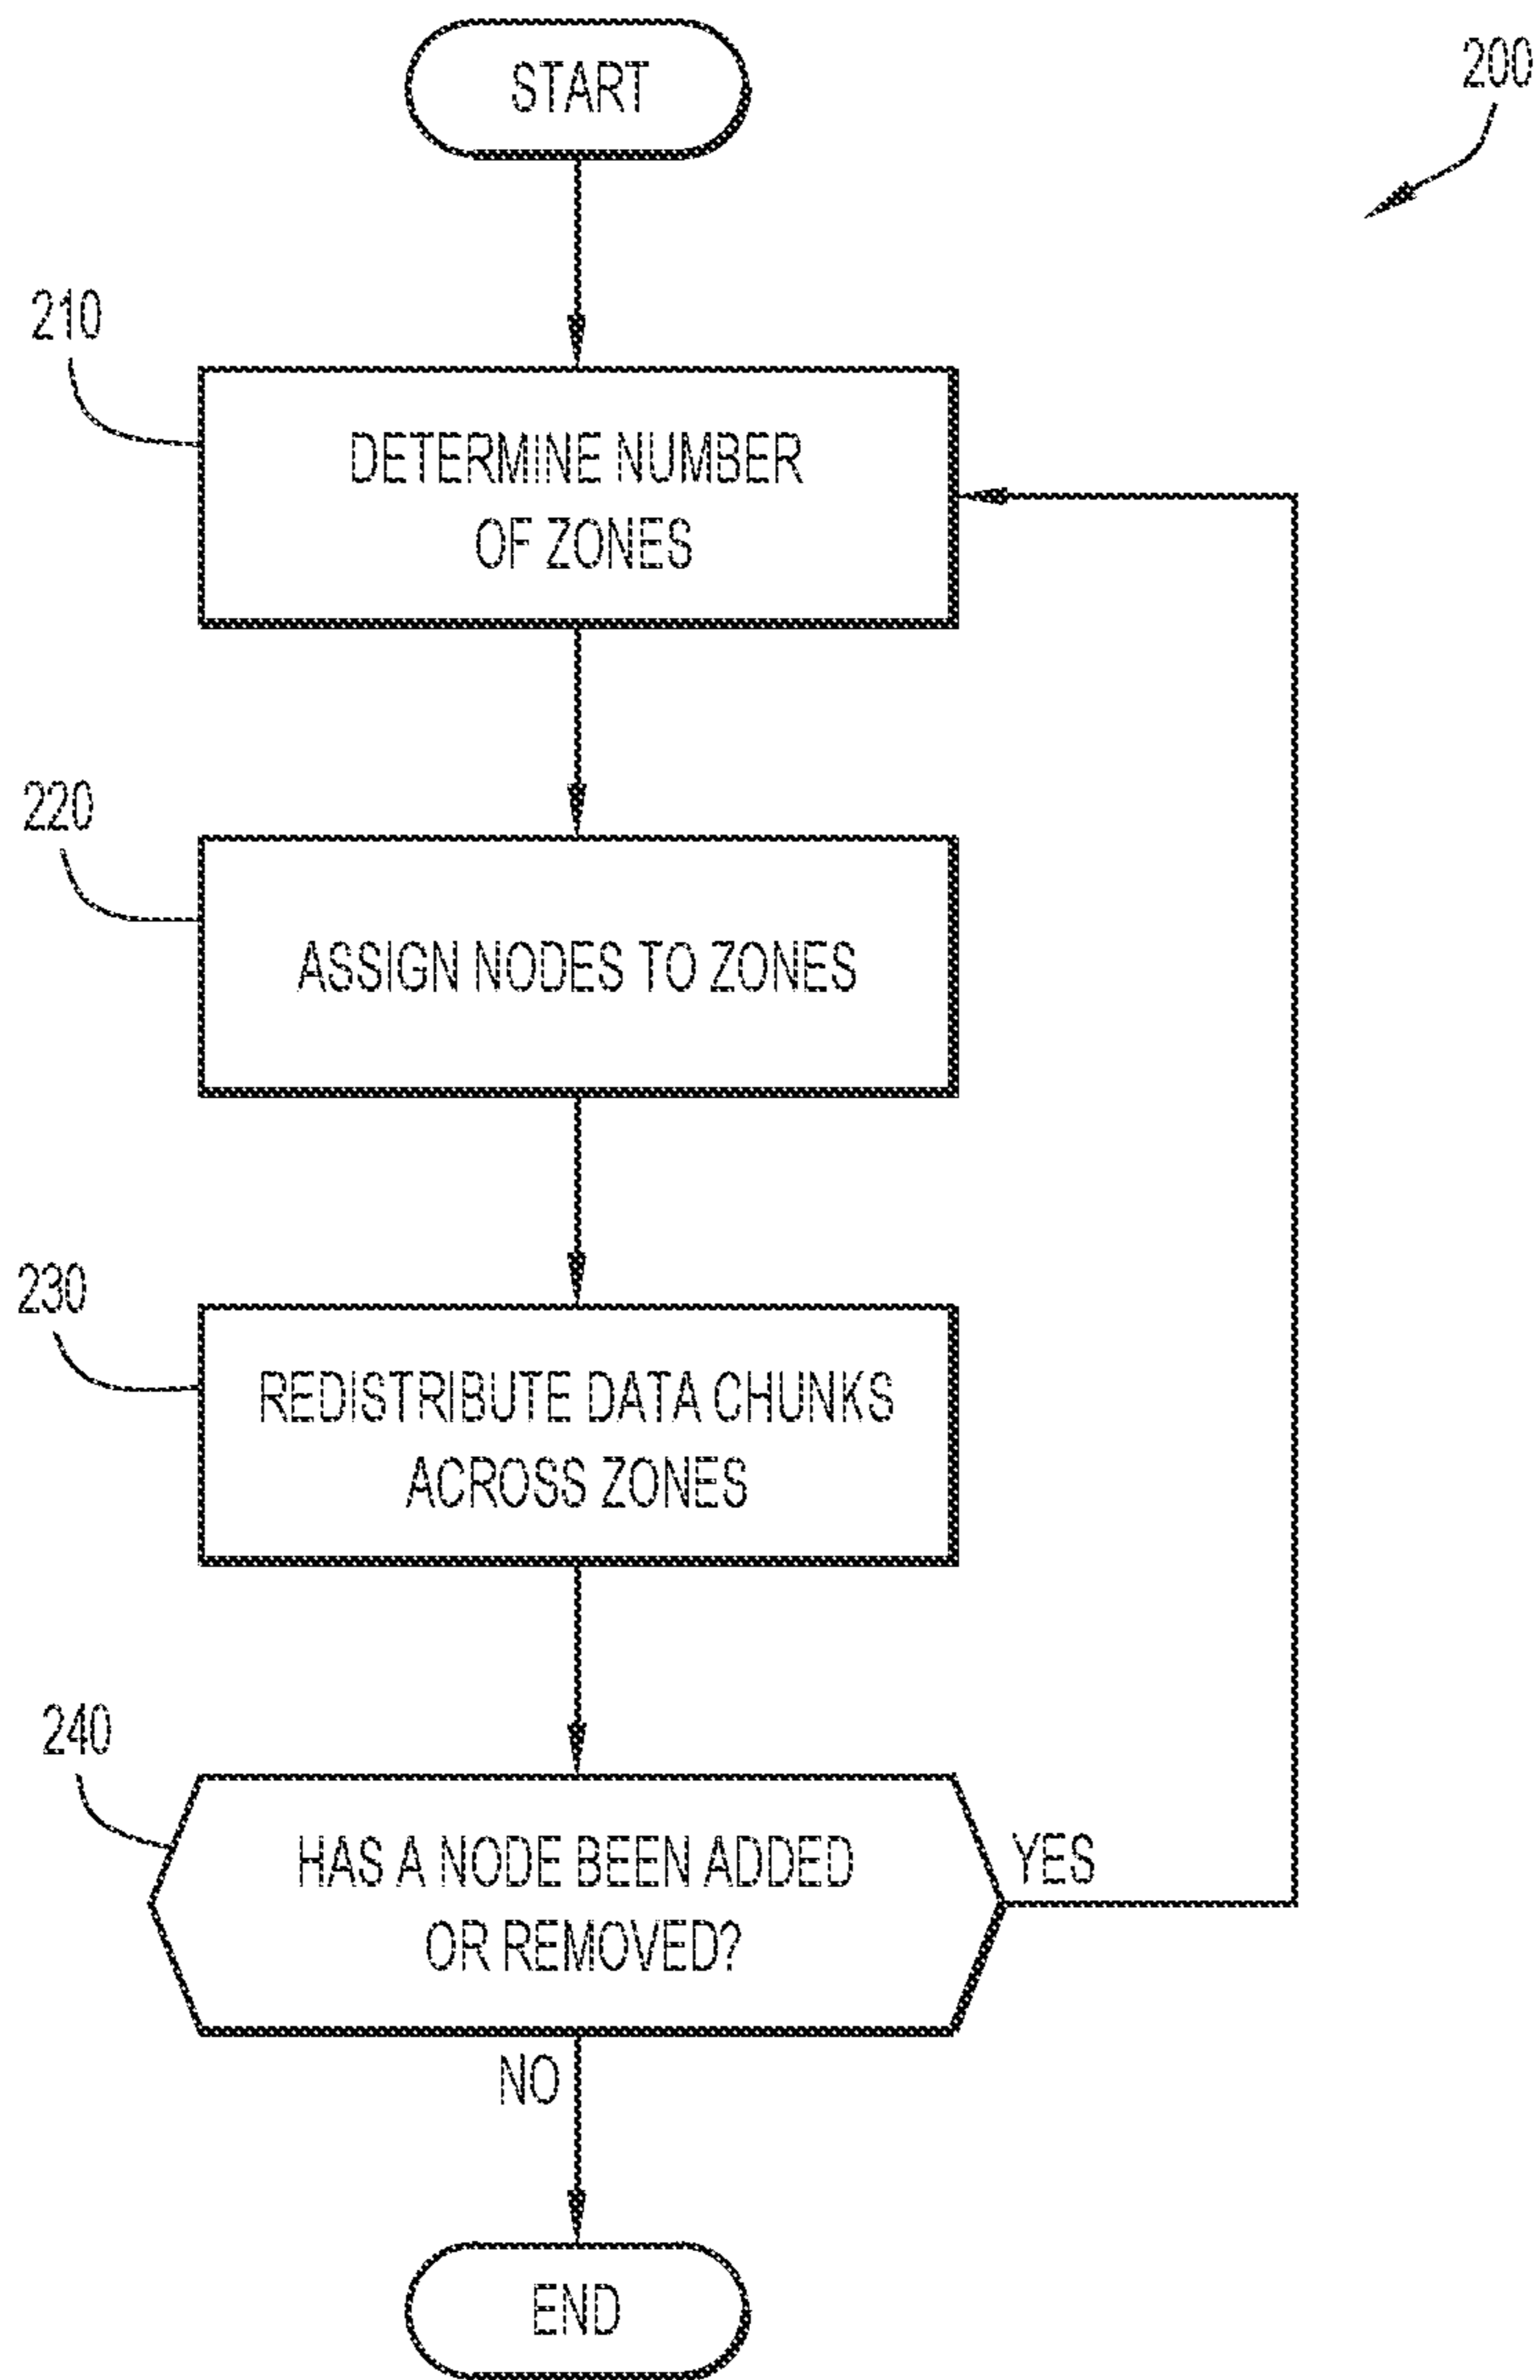 START
200
210
DETERMINE NUMBER
OF ZONES
220
ASSIGN NODES TO ZONES
230
REDISTRIBUTE DATA CHUNKS
ACROSS ZONES
240
HAS A NODE BEEN ADDED
OR REMOVED?
YES
NO
END